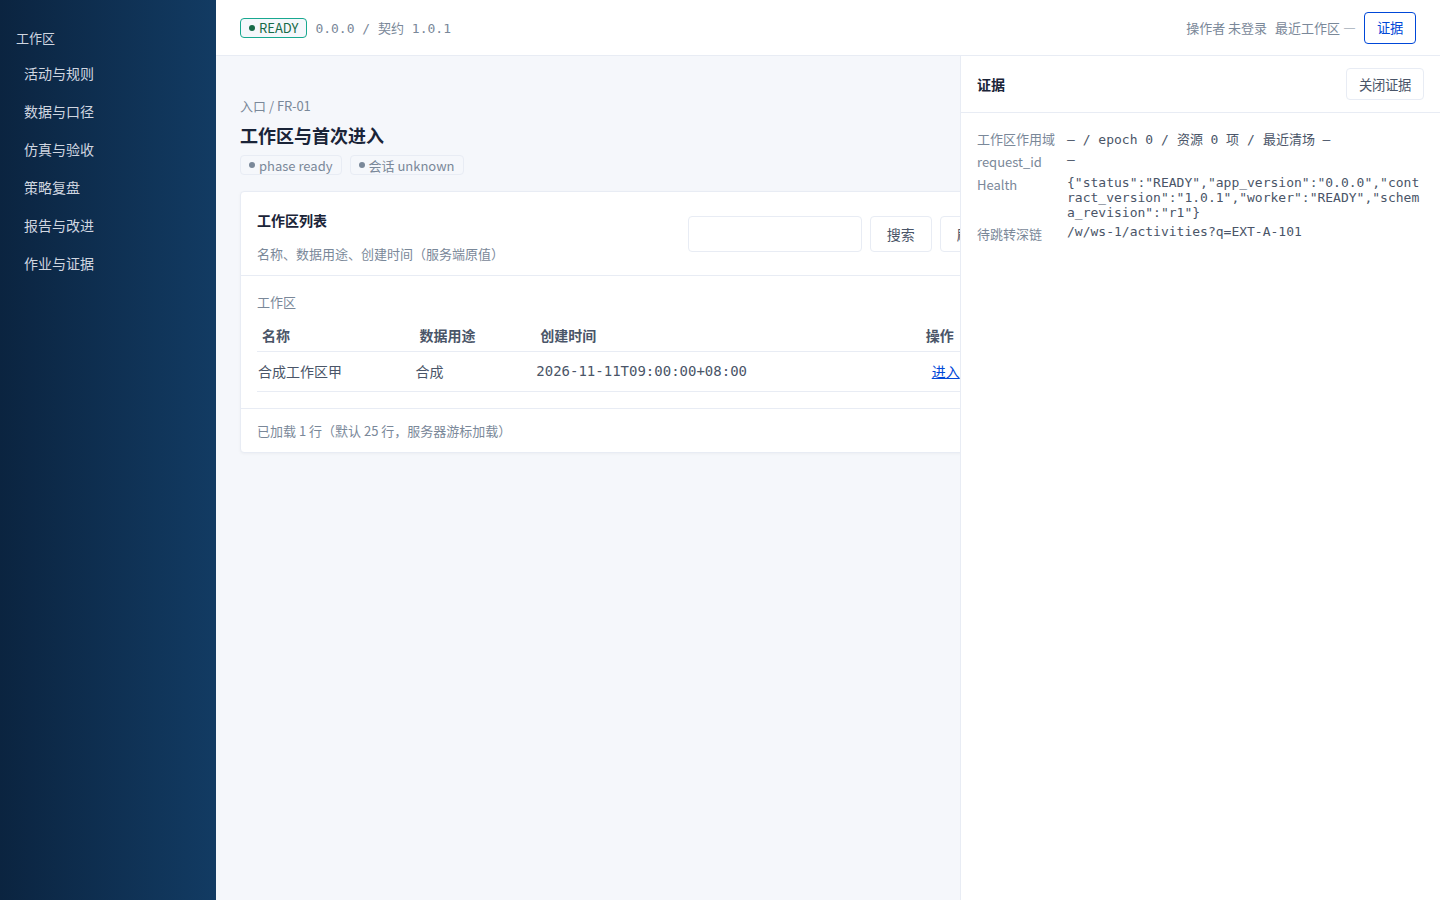 工作区
活动与规则
数据与口径
仿真与验收
策略复盘
报告与改进
作业与证据
READY 0.0.0 / 契约 1.0.1
操作者 未登录 最近工作区 — 证据
入口 / FR-01
工作区与首次进入
phase ready 会话 unknown
工作区列表
名称、数据用途、创建时间（服务端原值）
搜索
工作区
名称 数据用途 创建时间 操作
合成工作区甲 合成 2026-11-11T09:00:00+08:00 进入
已加载 1 行（默认 25 行，服务器游标加载）
证据 关闭证据
工作区作用域 — / epoch 0 / 资源 0 项 / 最近清场 —
request_id —
Health {"status":"READY","app_version":"0.0.0","cont
ract_version":"1.0.1","worker":"READY","schem
a_revision":"r1"}
待跳转深链 /w/ws-1/activities?q=EXT-A-101